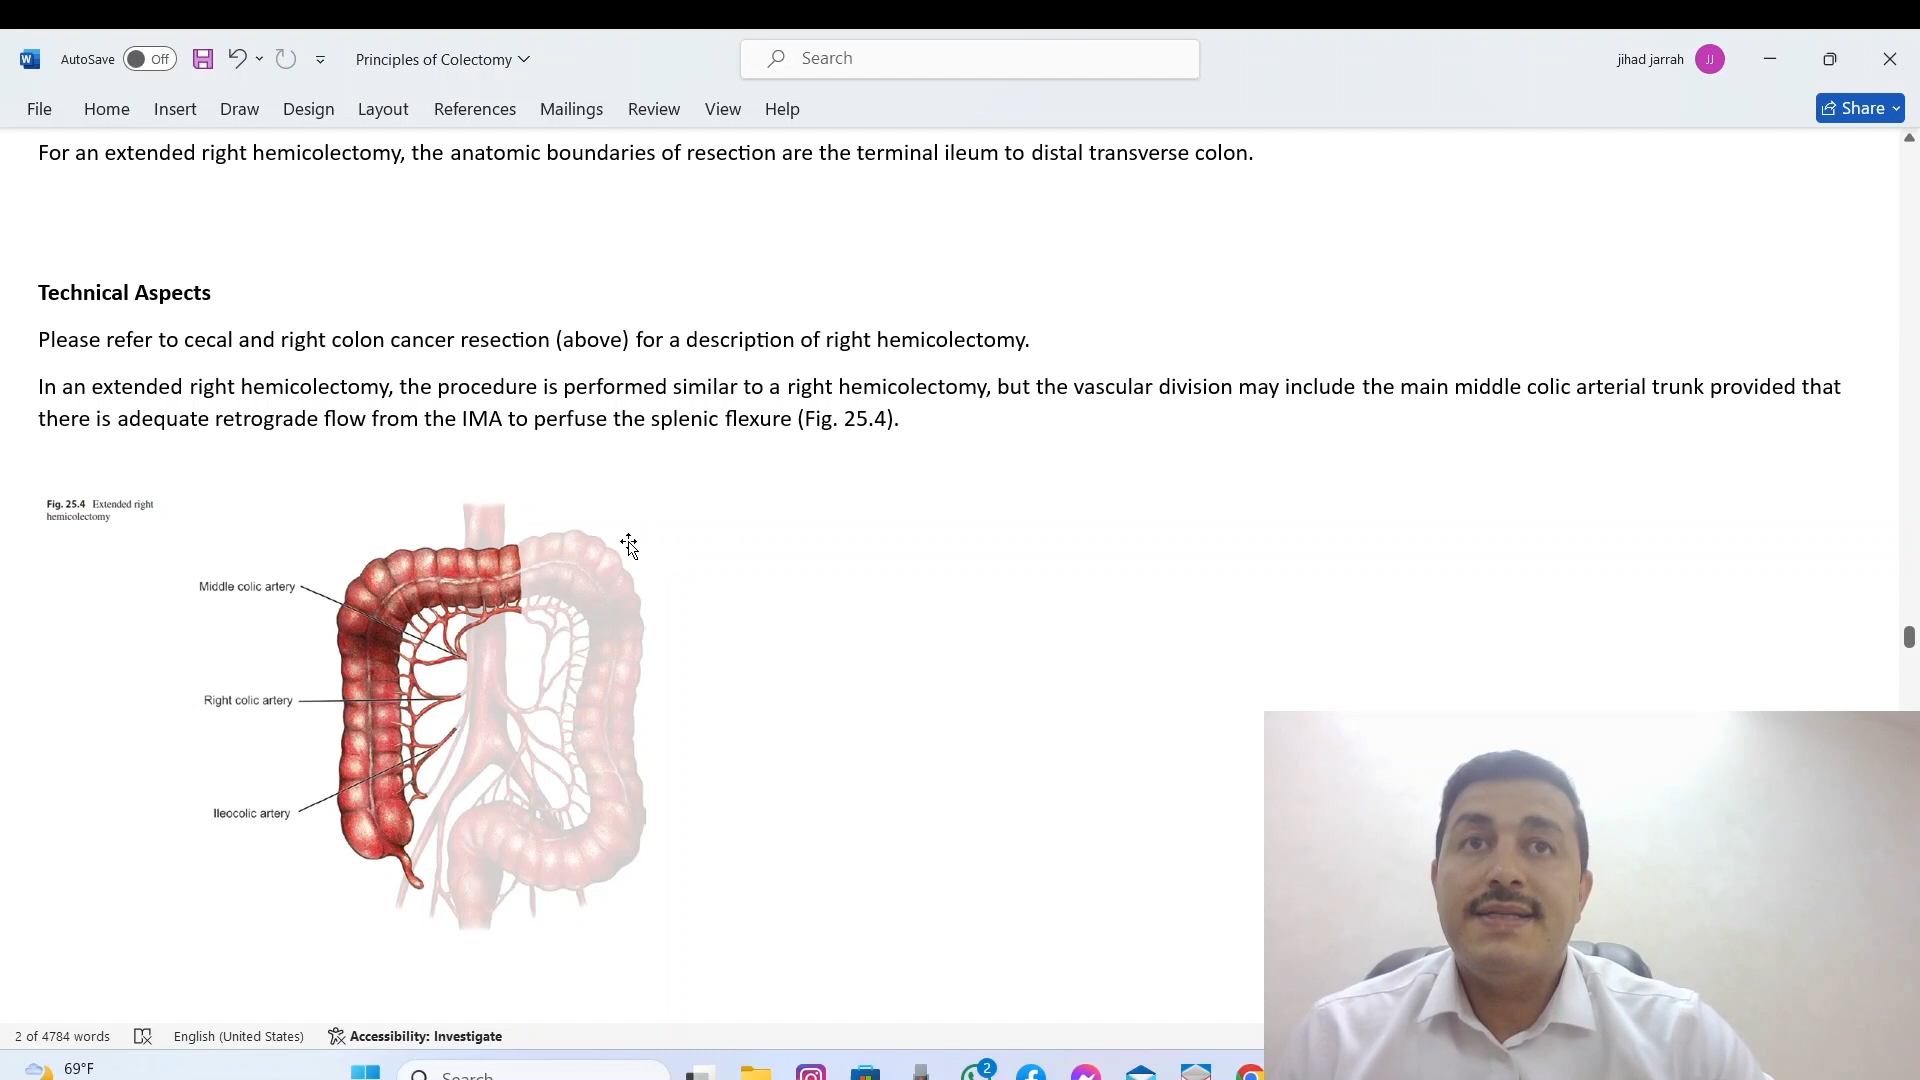 AutoSave Off Principles of Colectomy Search jihad jarrah JJ
File Home Insert Draw Design Layout References Mailings Review View Help Share
For an extended right hemicolectomy, the anatomic boundaries of resection are the terminal ileum to distal transverse colon.
Technical Aspects
Please refer to cecal and right colon cancer resection (above) for a description of right hemicolectomy.
In an extended right hemicolectomy, the procedure is performed similar to a right hemicolectomy, but the vascular division may include the main middle colic arterial trunk provided that
there is adequate retrograde flow from the IMA to perfuse the splenic flexure (Fig. 25.4).
Fig. 25.4 Extended right
hemicolectomy
Middle colic artery
Right colic artery
Ileocolic artery
2 of 4784 words English (United States) Accessibility: Investigate
69°F Search 2